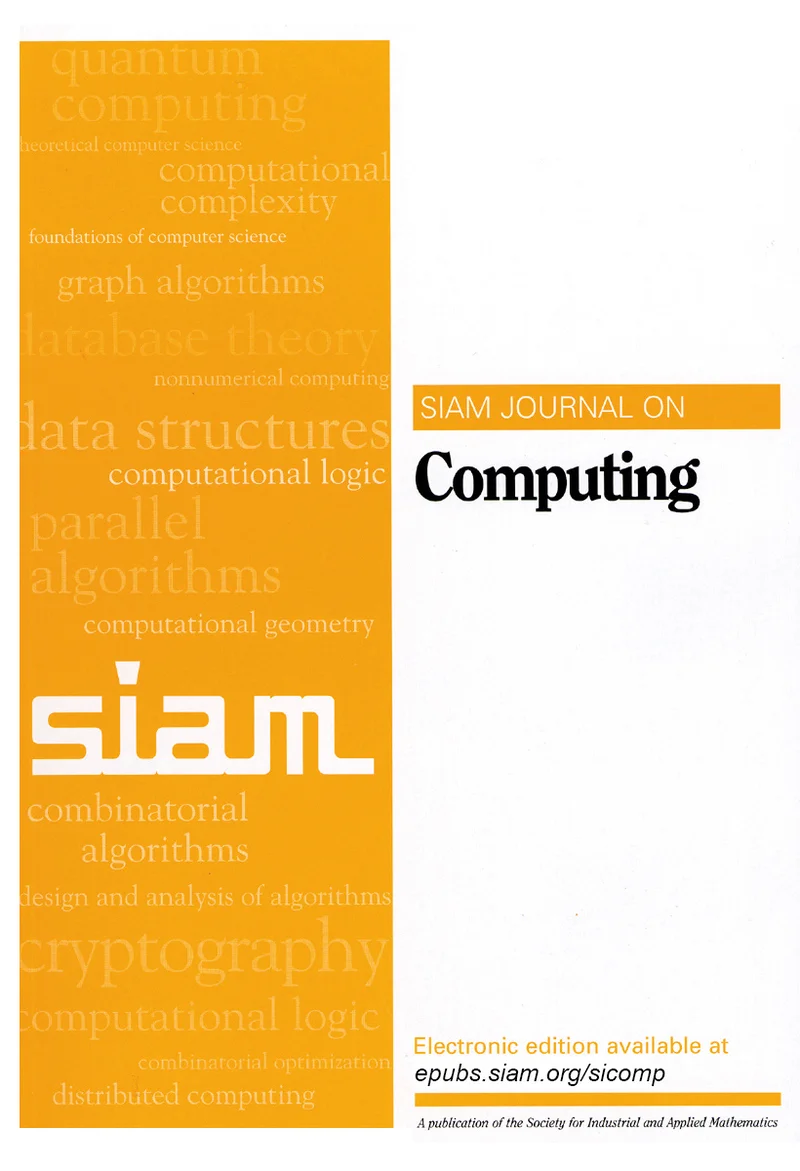 quantum
computing
heoretical computer science
computational
complexity
foundations of computer science
graph algorithms
database theory
nonnumerical computing
data structures
computational logic
parallel
algorithms
computational geometry
siam
combinatorial
algorithms
design and analysis of algorithms
cryptography
computational logic
combinatorial optimization
distributed computing
SIAM JOURNAL ON
Computing
Electronic edition available at
epubs.siam.org/sicomp
A publication of the Society for Industrial and Applied Mathematics